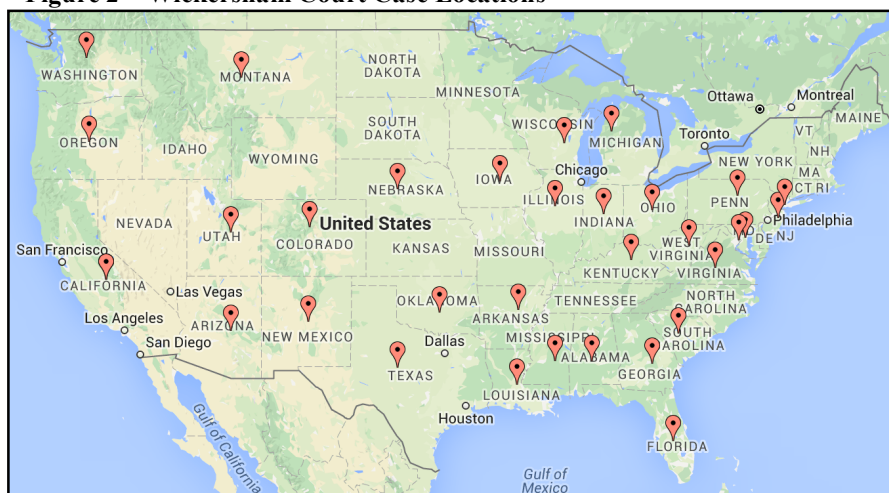 Figure 2 – Wickersham Court Case Locations
WASHINGTON
MONTANA
NORTH
DAKOTA
MINNESOTA
Ottawa
Montreal
MAINE
OREGON
IDAHO
SOUTH
DAKOTA
WISCONSIN
MICHIGAN
Toronto
VT
NH
WYOMING
NEW YORK
MA
CT RI
IOWA
Chicago
NEBRASKA
ILLINOIS
INDIANA
OHIO
PENN
Philadelphia
NEVADA
UTAH
COLORADO
United States
KANSAS
MISSOURI
WEST
VIRGINIA
DE
NJ
San Francisco
KENTUCKY
VIRGINIA
CALIFORNIA
Las Vegas
OKLAHOMA
ARKANSAS
TENNESSEE
NORTH
CAROLINA
Los Angeles
ARIZONA
NEW MEXICO
San Diego
Dallas
MISSISSIPPI
ALABAMA
SOUTH
CAROLINA
TEXAS
GEORGIA
LOUISIANA
Houston
FLORIDA
Gulf of
California
Gulf of
Mexico